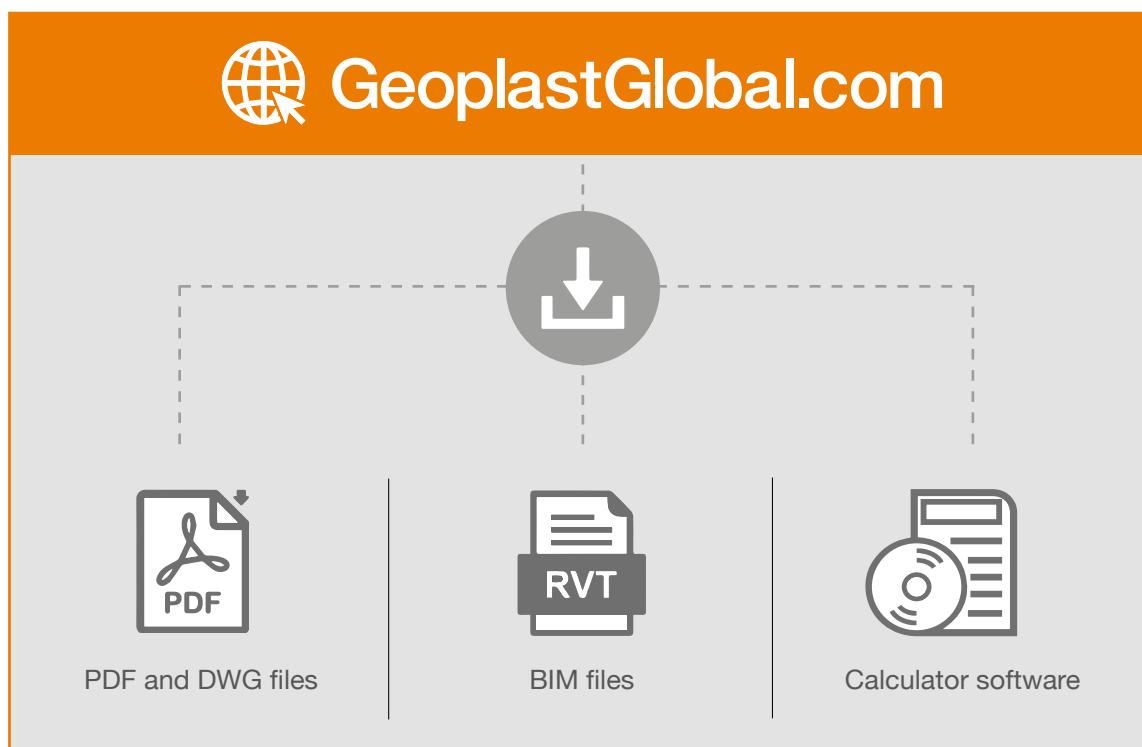 GeoplastGlobal.com
PDF
RVT
PDF and DWG files
BIM files
Calculator software